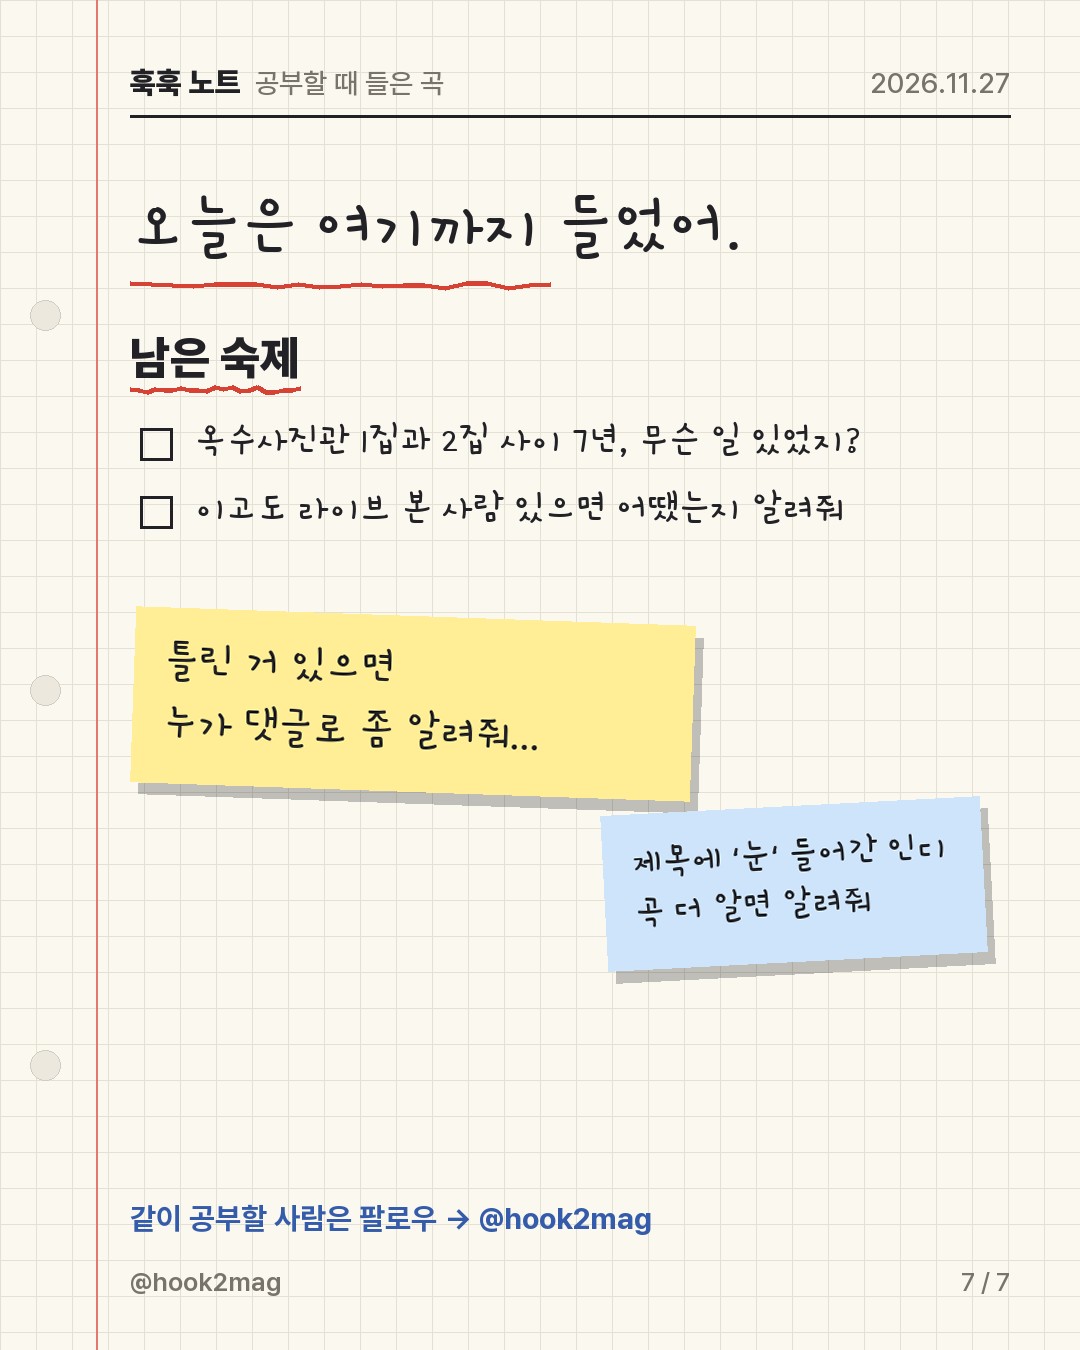 훅훅 노트 공부할 때 들은 곡
2026.11.27
오늘은 여기까지 들었어.
남은 숙제
옥수사진관 1집과 2집 사이 7년, 무슨 일 있었지?
이고도 라이브 본 사람 있으면 어땠는지 알려줘
틀린 거 있으면
누가 댓글로 좀 알려줘...
제목에 '눈' 들어간 인디
곡 더 알면 알려줘
같이 공부할 사람은 팔로우 → @hook2mag
@hook2mag
7 / 7